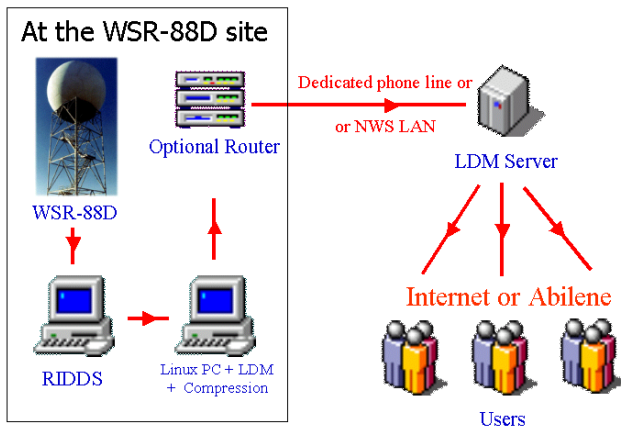 At the WSR-88D site
WSR-88D
Optional Router
RIDDS
Linux PC + LDM
+ Compression
Dedicated phone line or
or NWS LAN
LDM Server
Internet or Abilene
Users